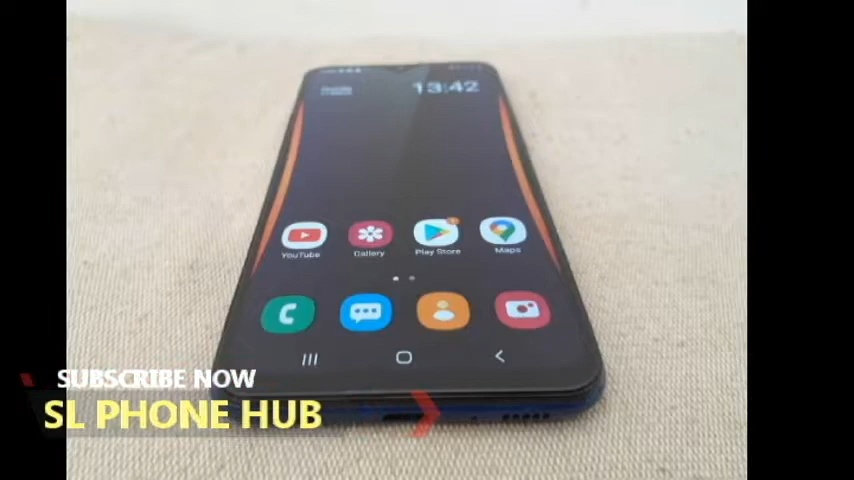 13:42
YouTube
Gallery
Play Store
Maps
SUBSCRIBE NOW
SL PHONE HUB